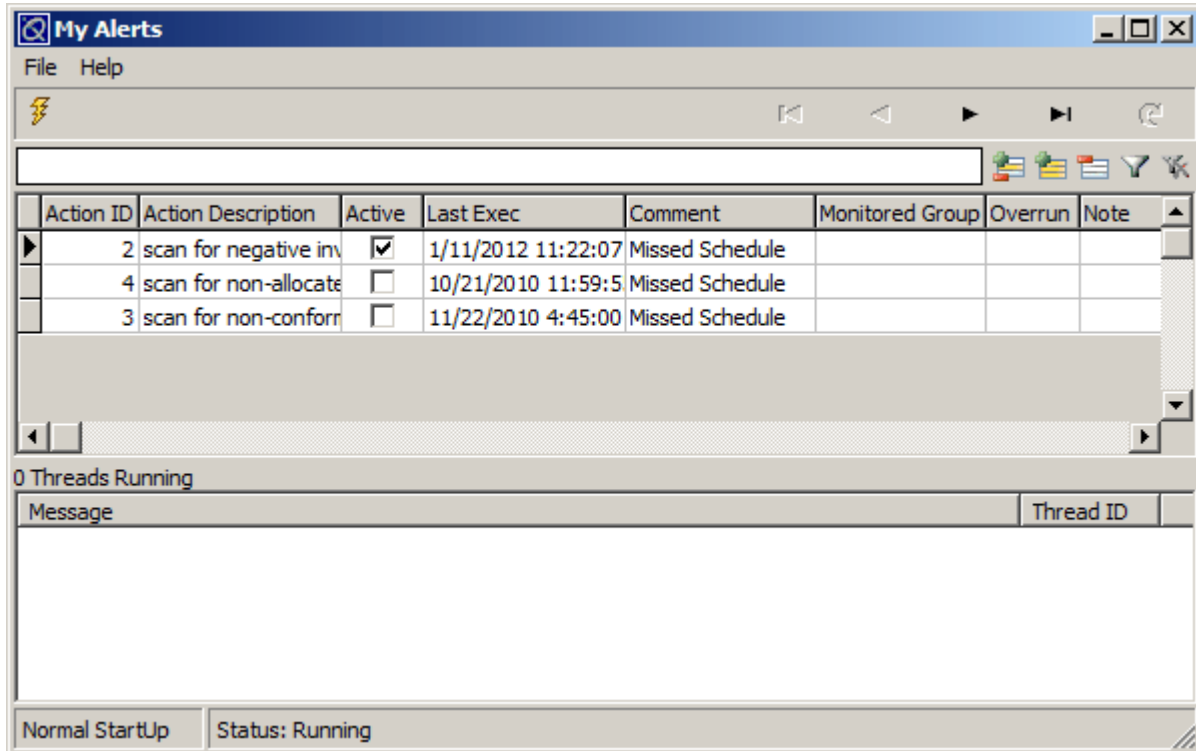 My Alerts
File Help
Action ID Action Description Active Last Exec Comment Monitored Group Overrun Note
2 scan for negative inv 1/11/2012 11:22:07 Missed Schedule
4 scan for non-allocate 10/21/2010 11:59:5 Missed Schedule
3 scan for non-conforn 11/22/2010 4:45:00 Missed Schedule
0 Threads Running
Message Thread ID
Normal StartUp Status: Running